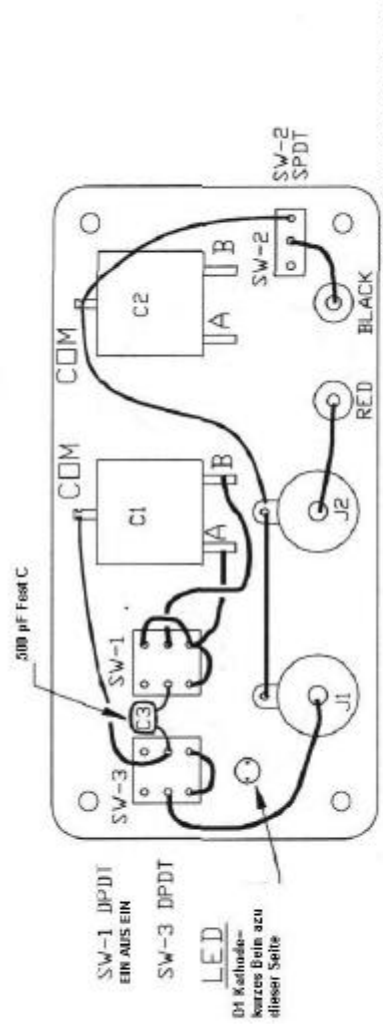 500 pF Fest C
COM
COM
SW-2
SPDT
C1
C2
A
B
A
B
SW-1
C3
SW-3
SW-2
J1
J2
RED
BLACK
SW-1 DPDT
EIN AUS EIN
SW-3 DPDT
LED
D1 Kathode-
kurzes Bein azu
dieser Seite